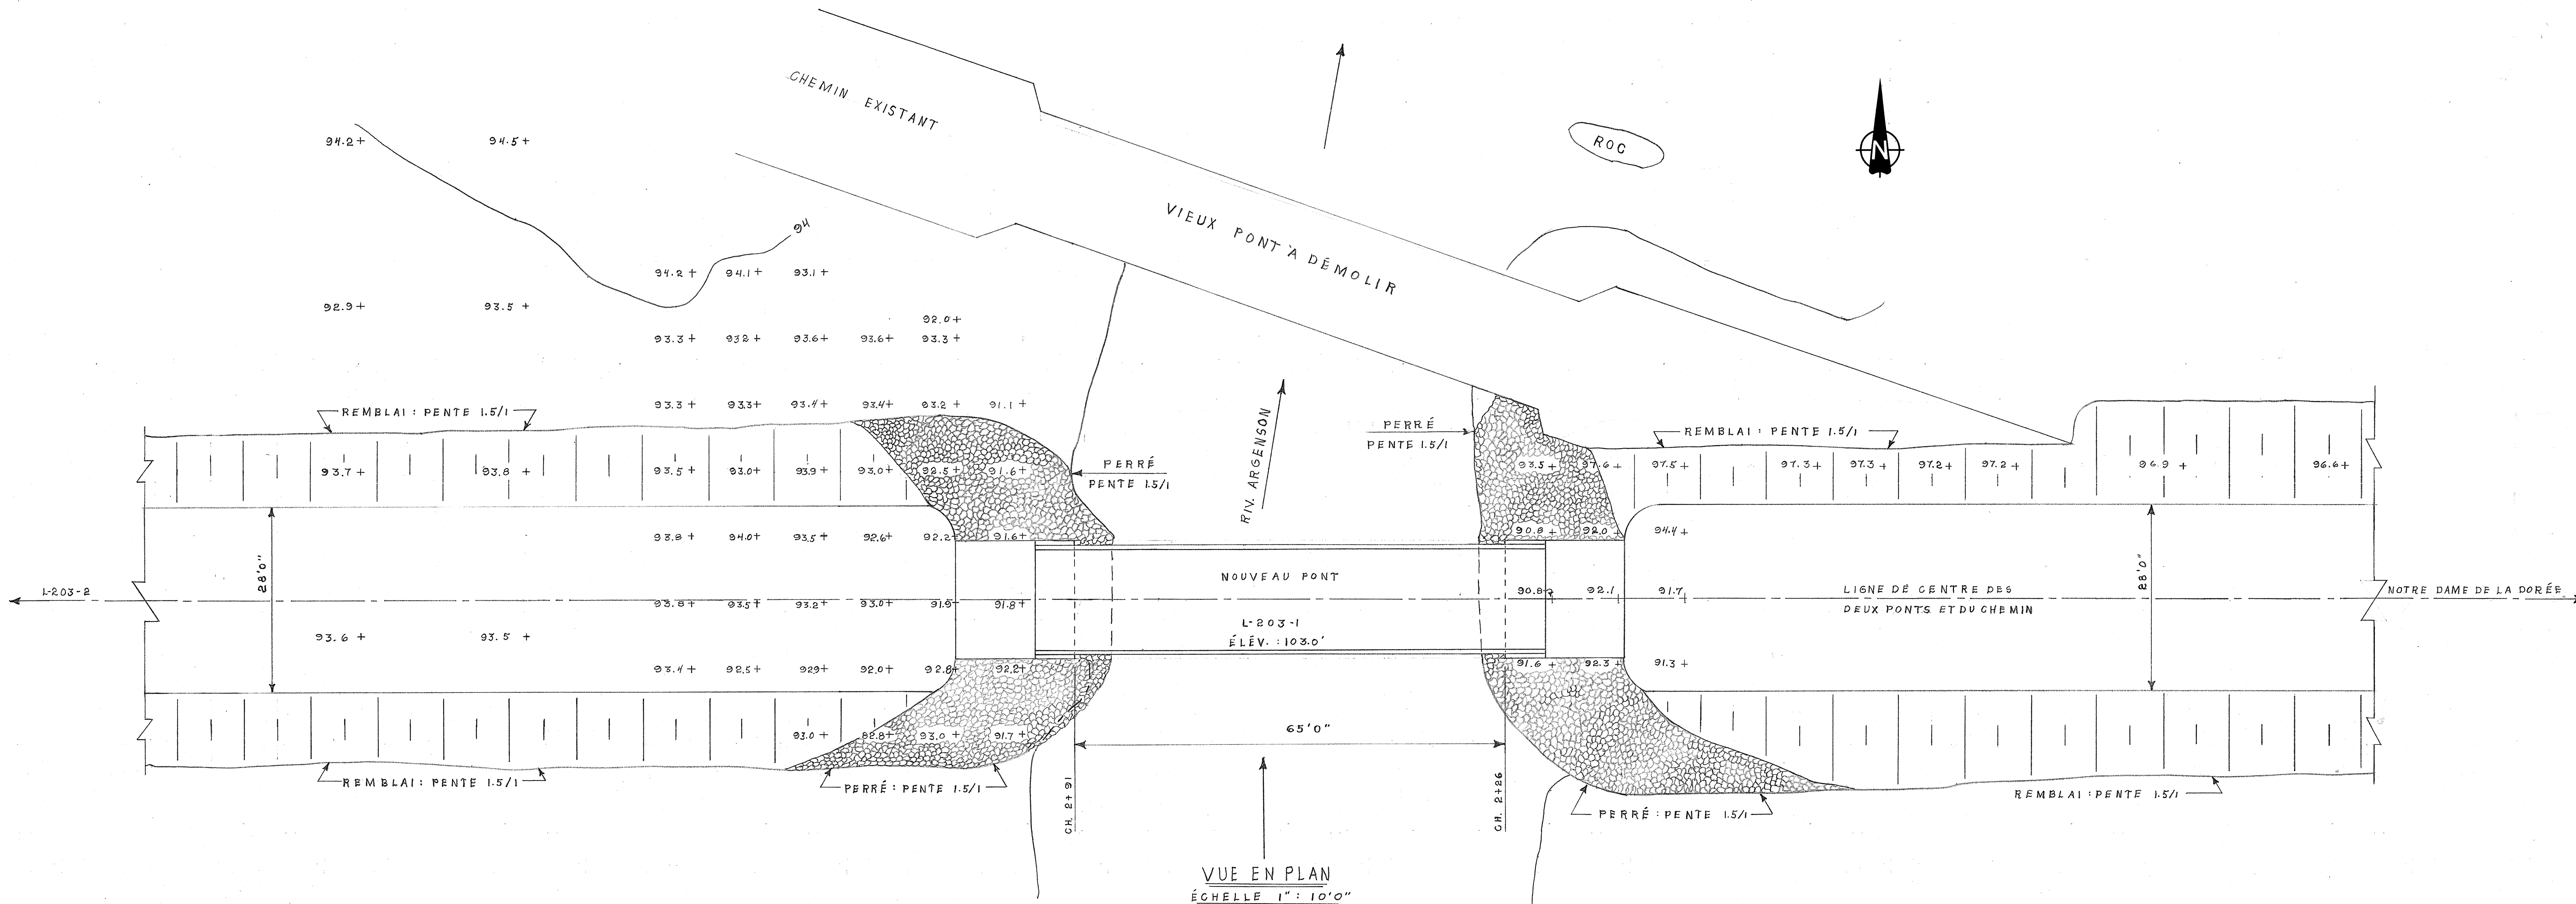 CHEMIN EXISTANT
ROC
N
94.2+ 94.5+
VIEUX PONT À DÉMOLIR
94
94.2+ 94.1+ 93.1+
92.9+ 93.5+
92.0+
93.3+ 93.2+ 93.6+ 93.6+ 93.3+
93.3+ 93.3+ 93.4+ 93.4+ 93.2+ 91.1+
REMBLAI : PENTE 1.5/1
RIV. ARGENSON
PERRÉ
PENTE 1.5/1
REMBLAI : PENTE 1.5/1
93.7+ 93.8+ 93.5+ 93.0+ 93.9+ 93.0+ 92.5+ 91.6+
PERRÉ
PENTE 1.5/1
93.5+ 97.6+ 97.5+ 97.3+ 97.3+ 97.2+ 97.2+ 96.9+ 96.6+
93.8+ 94.0+ 93.5+ 92.6+ 92.2+ 91.6+
90.8+ 92.0 94.4+
28'0"
NOUVEAU PONT
28'0"
L-203-2
93.8+ 93.5+ 93.2+ 93.0+ 91.9+ 91.8+
90.8+ 92.1 91.7+
LIGNE DE CENTRE DES
DEUX PONTS ET DU CHEMIN
NOTRE DAME DE LA DORÉE
L-203-1
ÉLÉV. : 103.0'
93.6+ 93.5+
93.4+ 92.5+ 92.9+ 92.0+ 92.8+ 92.2+
91.6+ 92.3+ 91.3+
93.0+ 92.8+ 93.0+ 91.7+
65'0"
REMBLAI : PENTE 1.5/1
PERRÉ : PENTE 1.5/1
CH. 2+91
CH. 2+26
PERRÉ : PENTE 1.5/1
REMBLAI : PENTE 1.5/1
VUE EN PLAN
ÉCHELLE 1" : 10'0"